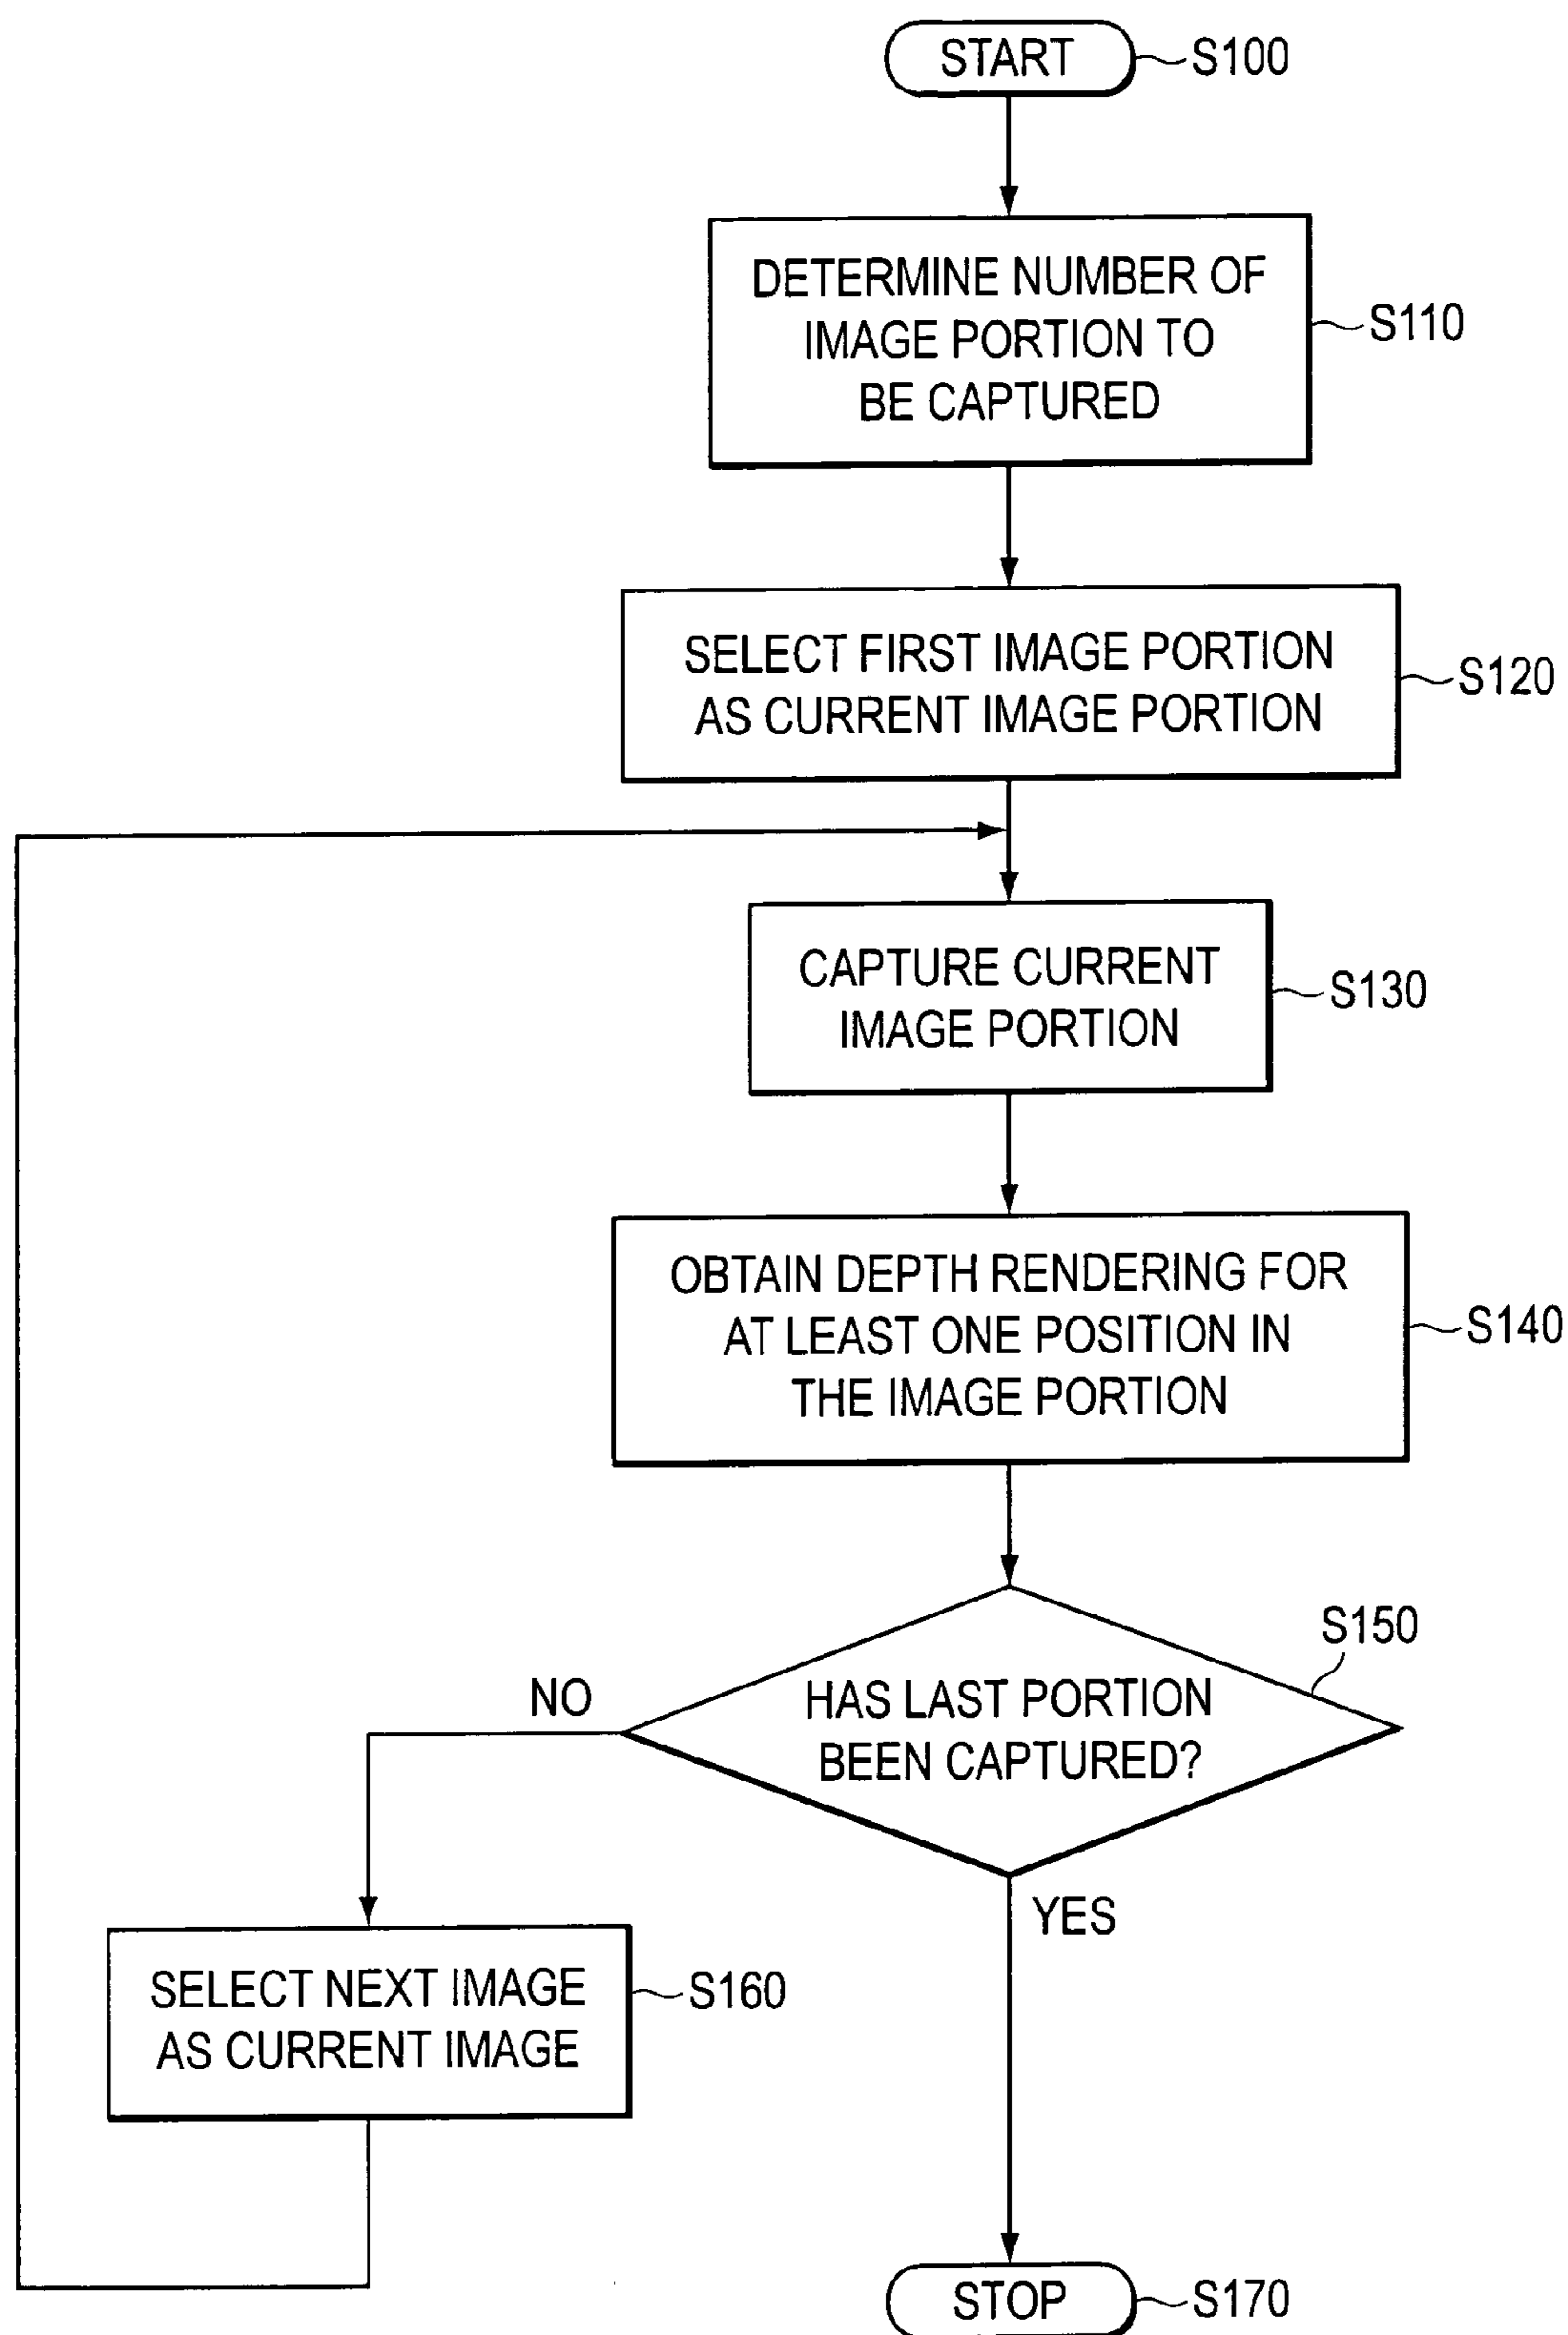 START
S100
DETERMINE NUMBER OF
IMAGE PORTION TO
BE CAPTURED
S110
SELECT FIRST IMAGE PORTION
AS CURRENT IMAGE PORTION
S120
CAPTURE CURRENT
IMAGE PORTION
S130
OBTAIN DEPTH RENDERING FOR
AT LEAST ONE POSITION IN
THE IMAGE PORTION
S140
S150
HAS LAST PORTION
BEEN CAPTURED?
NO
YES
SELECT NEXT IMAGE
AS CURRENT IMAGE
S160
STOP
S170